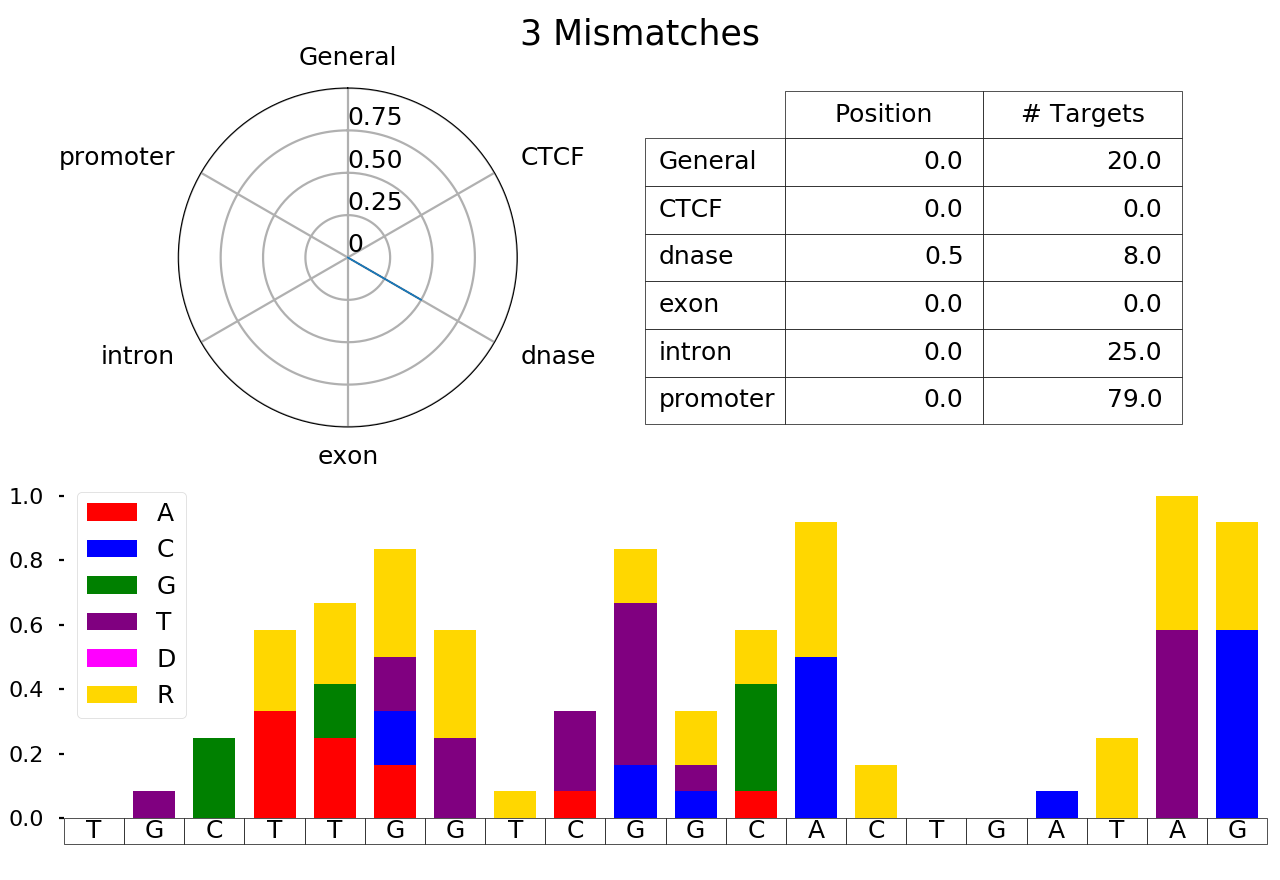 3 Mismatches
General
promoter
CTCF
0.75
0.50
0.25
0
intron
dnase
exon
Position # Targets
General 0.0 20.0
CTCF 0.0 0.0
dnase 0.5 8.0
exon 0.0 0.0
intron 0.0 25.0
promoter 0.0 79.0
1.0
0.8
0.6
0.4
0.2
0.0
A
C
G
T
D
R
T G C T T G G T C G G C A C T G A T A G